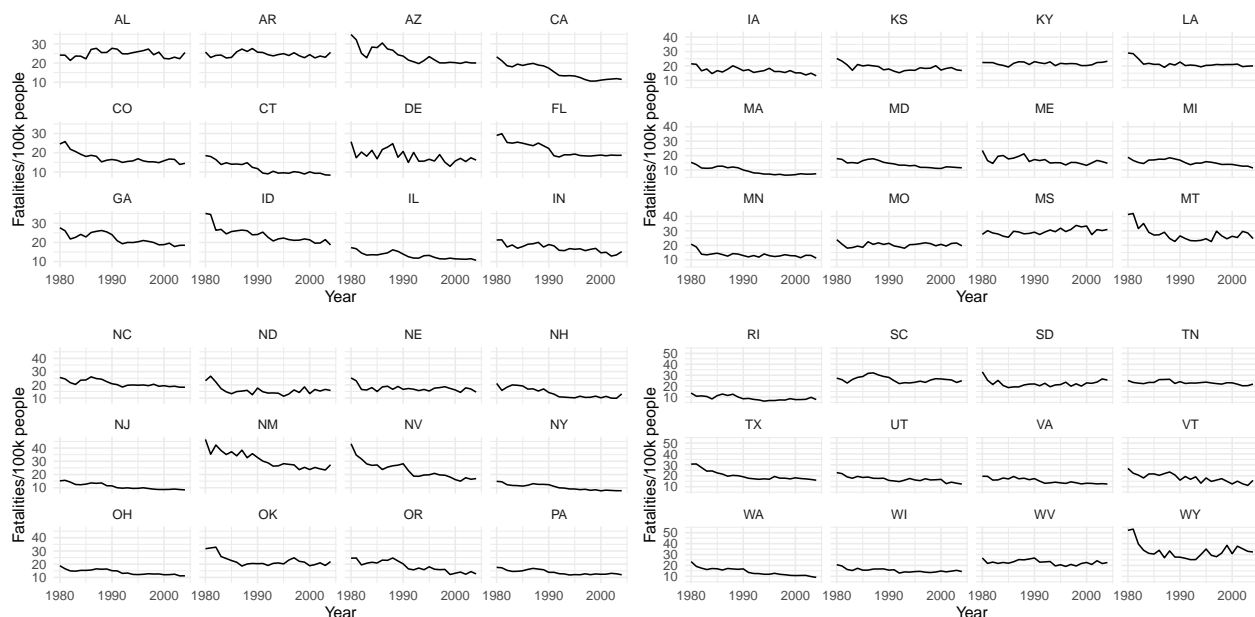 AL AR AZ CA
30
20
10
CO CT DE FL
30
20
10
GA ID IL IN
30
20
10
1980 1990 2000 1980 1990 2000 1980 1990 2000 1980 1990 2000
Year
Fatalities/100k people
IA KS KY LA
40
30
20
10
MA MD ME MI
40
30
20
10
MN MO MS MT
40
30
20
10
1980 1990 2000 1980 1990 2000 1980 1990 2000 1980 1990 2000
Year
Fatalities/100k people
NC ND NE NH
40
30
20
10
NJ NM NV NY
40
30
20
10
OH OK OR PA
40
30
20
10
1980 1990 2000 1980 1990 2000 1980 1990 2000 1980 1990 2000
Year
Fatalities/100k people
RI SC SD TN
50
40
30
20
10
TX UT VA VT
50
40
30
20
10
WA WI WV WY
50
40
30
20
10
1980 1990 2000 1980 1990 2000 1980 1990 2000 1980 1990 2000
Year
Fatalities/100k people